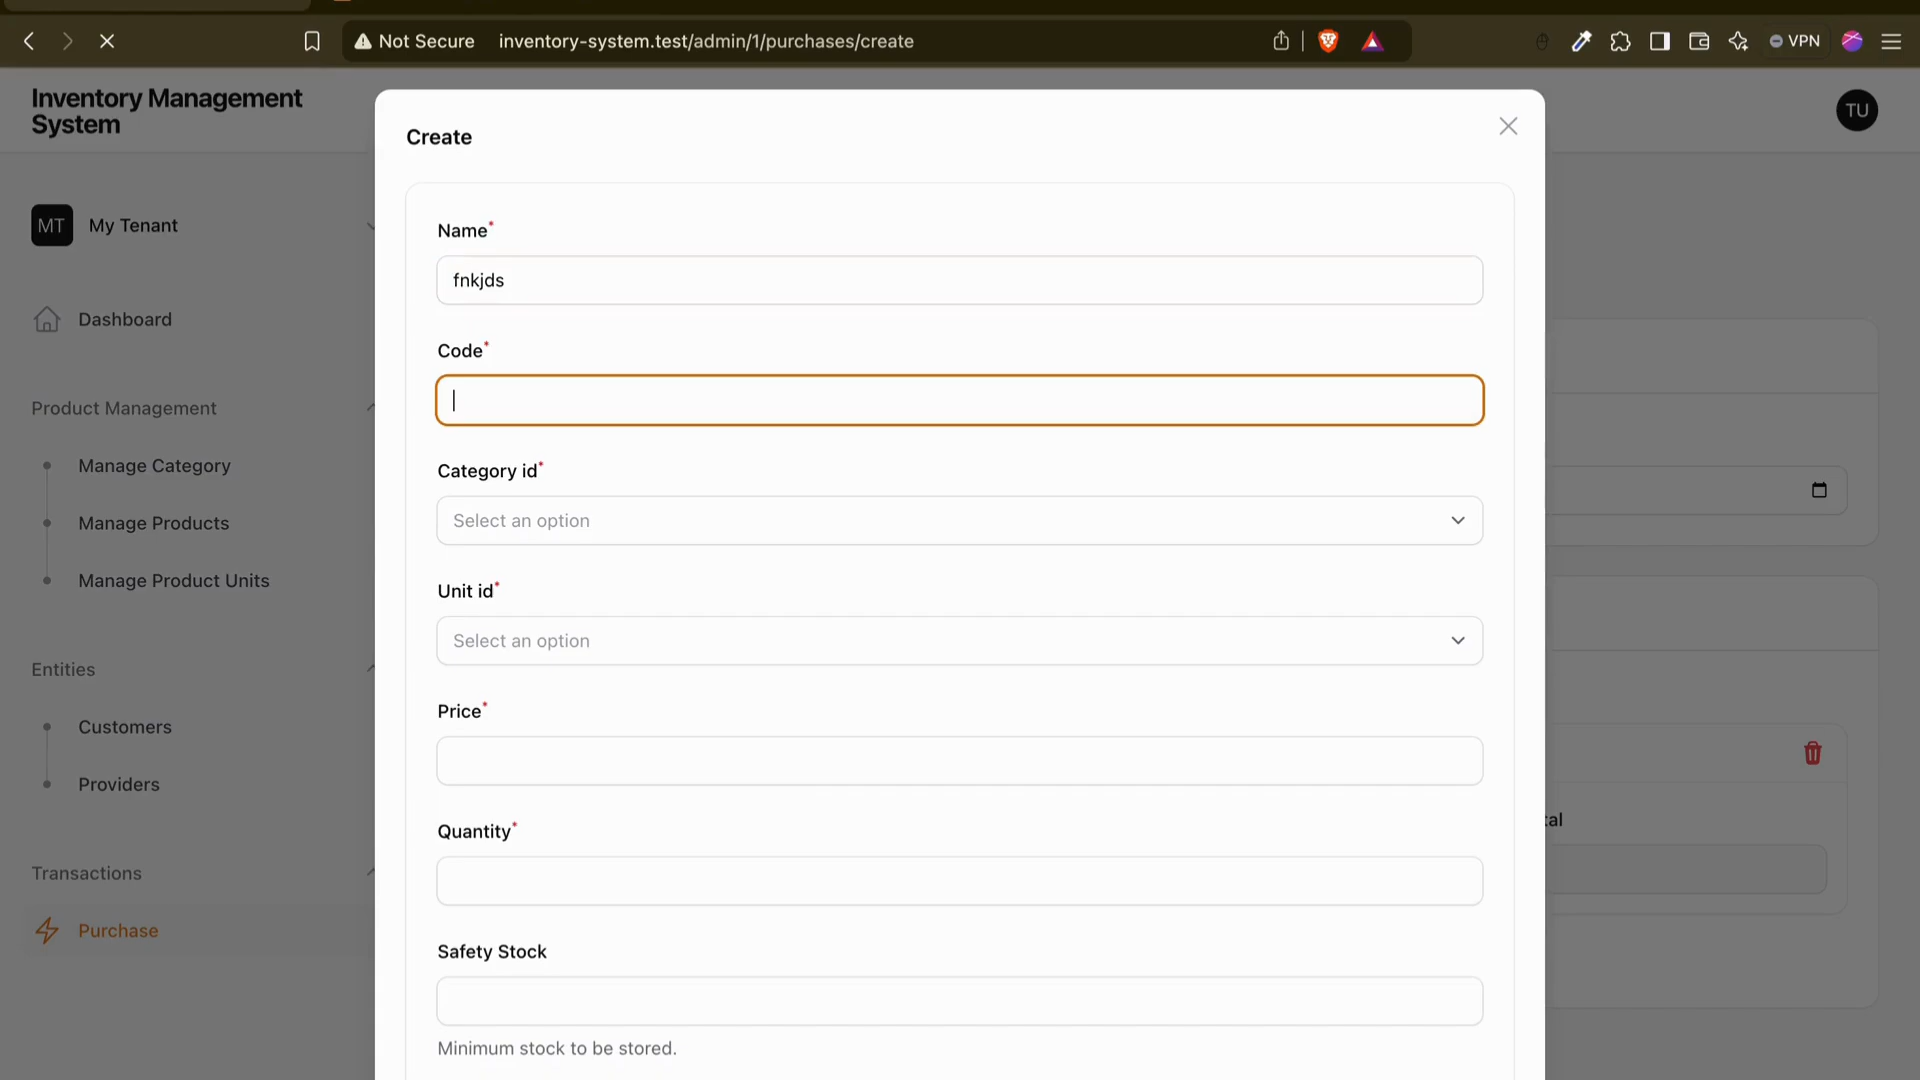 Not Secure inventory-system.test/admin/1/purchases/create
VPN
Inventory Management
System
TU
MT My Tenant
Dashboard
Product Management
Manage Category
Manage Products
Manage Product Units
Entities
Customers
Providers
Transactions
Purchase
Create
Name*
fnkjds
Code*
Category id*
Select an option
Unit id*
Select an option
Price*
Quantity*
Safety Stock
Minimum stock to be stored.